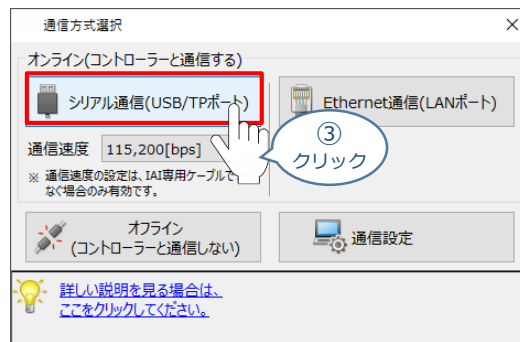 通信方式選択
オンライン(コントローラーと通信する)
シリアル通信(USB/TPポート)
Ethernet通信(LANポート)
通信速度 115,200[bps]
③
クリック
※ 通信速度の設定は、IAI専用ケーブルで
なぐ場合のみ有効です。
オフライン
(コントローラーと通信しない)
通信設定
詳しい説明を見る場合は、
ここをクリックしてください。